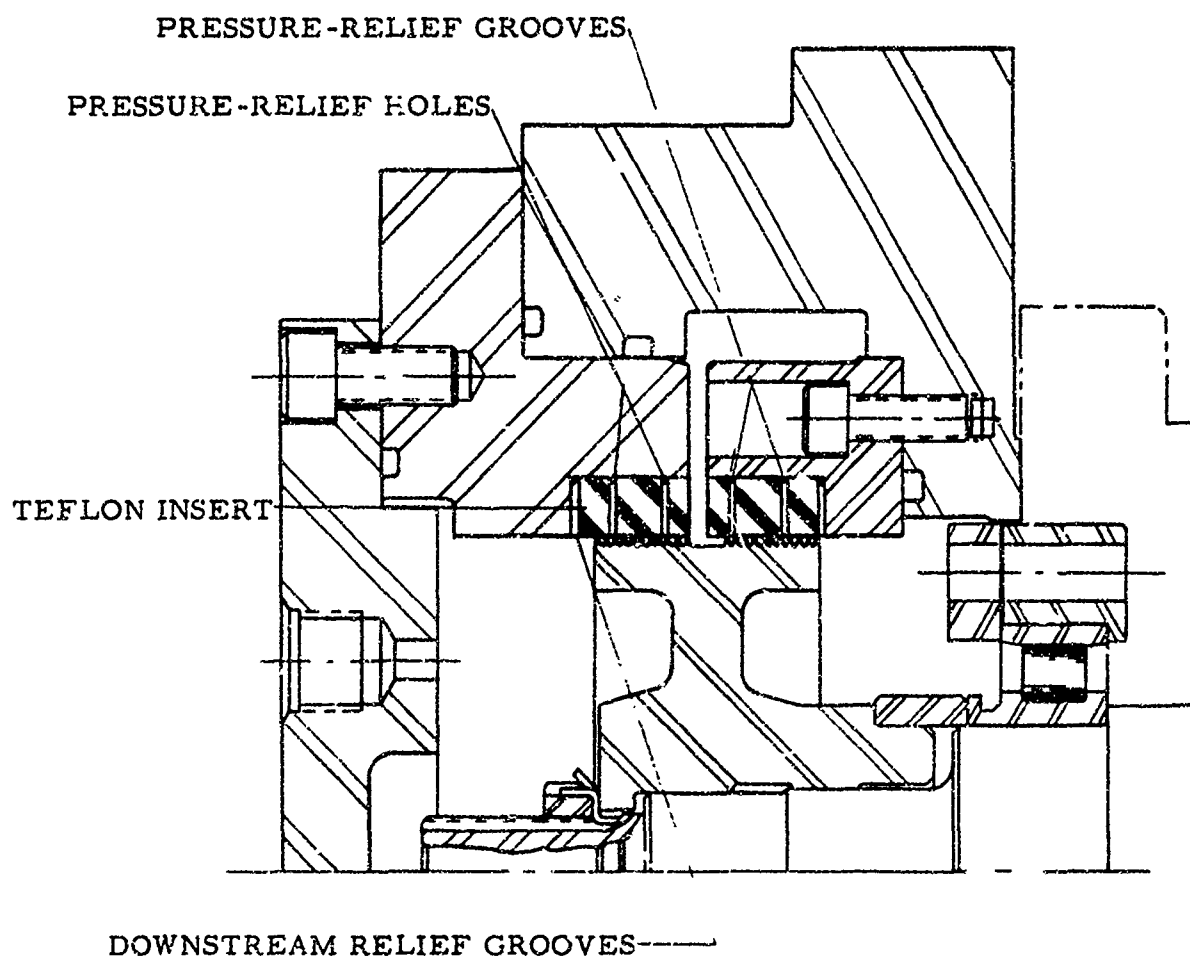 PRESSURE-RELIEF GROOVES
PRESSURE-RELIEF HOLES
TEFLON INSERT
DOWNSTREAM RELIEF GROOVES